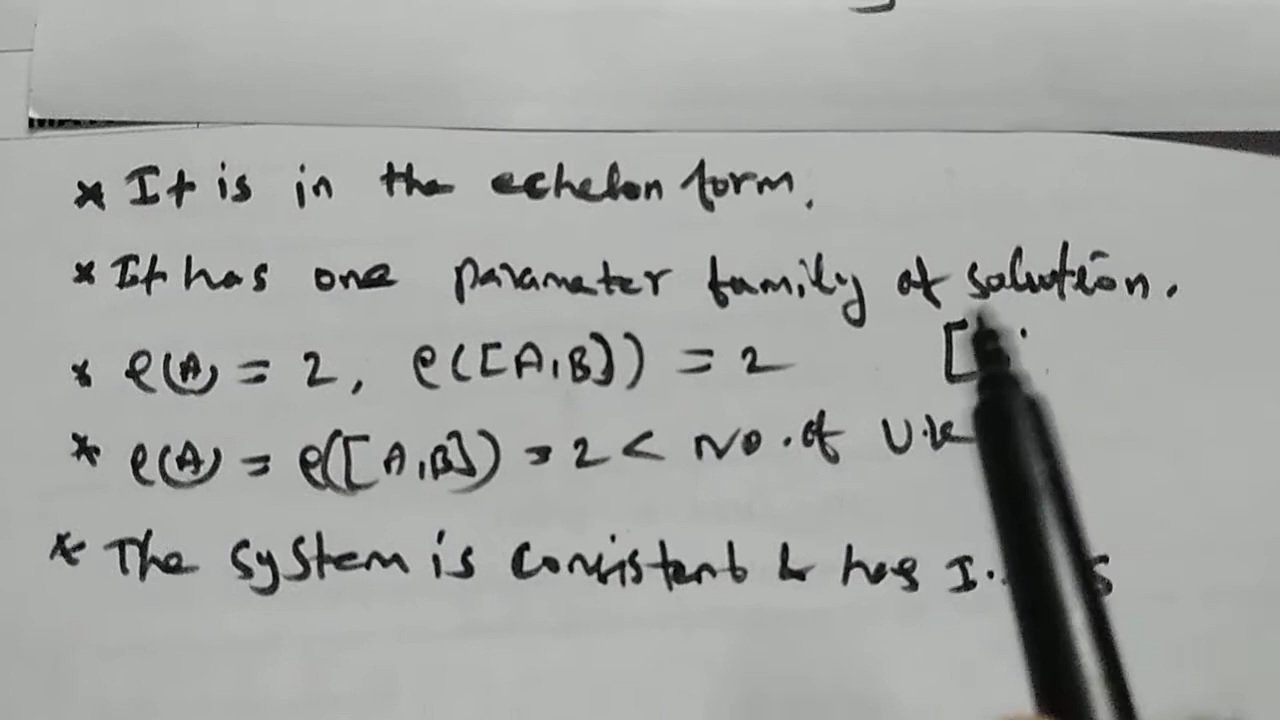 * It is in the echelon form.
* It has one parameter family of solution.
* ρ(A) = 2, ρ([A,B]) = 2 [
* ρ(A) = ρ([A,B]) = 2 < No. of U.k
* The system is consistent & has I. S